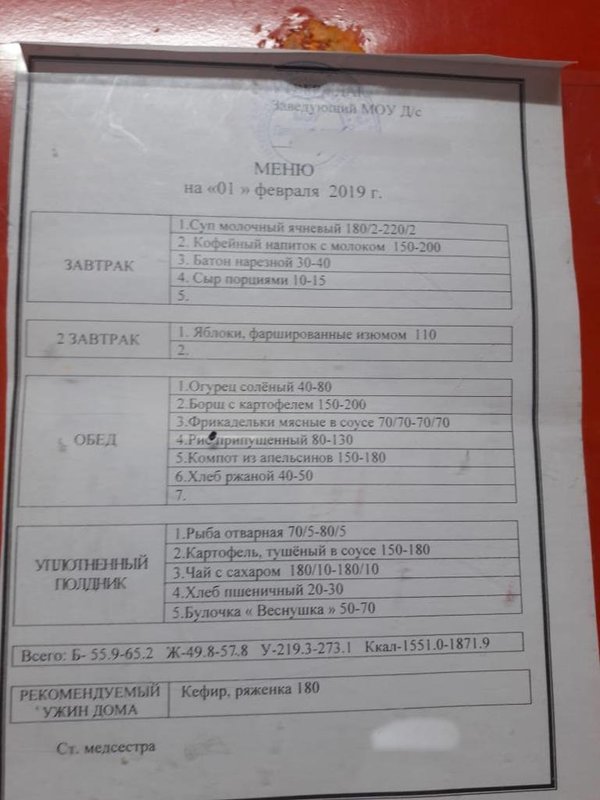 Заведующий МОУ Д/с
МЕНЮ
на «01 » февраля 2019 г.
ЗАВТРАК
1.Суп молочный ячневый 180/2-220/2
2. Кофейный напиток с молоком 150-200
3. Батон нарезной 30-40
4. Сыр порциями 10-15
5.
2 ЗАВТРАК
1. Яблоки, фаршированные изюмом 110
2.
ОБЕД
1.Огурец солёный 40-80
2.Борщ с картофелем 150-200
3.Фрикадельки мясные в соусе 70/70-70/70
4.Рис припущенный 80-130
5.Компот из апельсинов 150-180
6.Хлеб ржаной 40-50
7.
УПЛОТНЕННЫЙ
ПОЛДНИК
1.Рыба отварная 70/5-80/5
2.Картофель, тушёный в соусе 150-180
3.Чай с сахаром 180/10-180/10
4.Хлеб пшеничный 20-30
5.Булочка « Веснушка » 50-70
Всего: Б- 55.9-65.2 Ж-49.8-57.8 У-219.3-273.1 Ккал-1551.0-1871.9
РЕКОМЕНДУЕМЫЙ
УЖИН ДОМА
Кефир, ряженка 180
Ст. медсестра